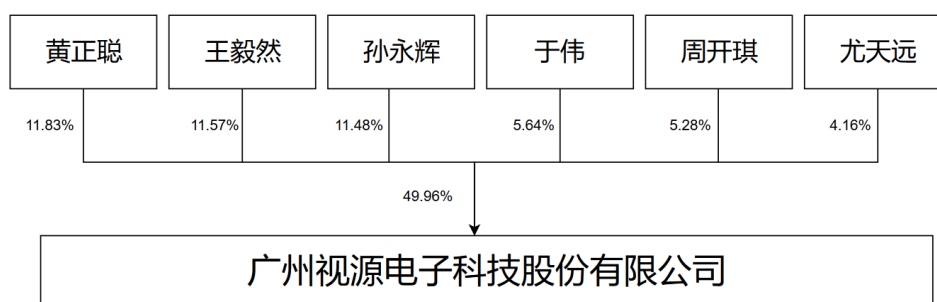 黄正聪 王毅然 孙永辉 于伟 周开琪 尤天远
11.83% 11.57% 11.48% 5.64% 5.28% 4.16%
49.96%
广州视源电子科技股份有限公司